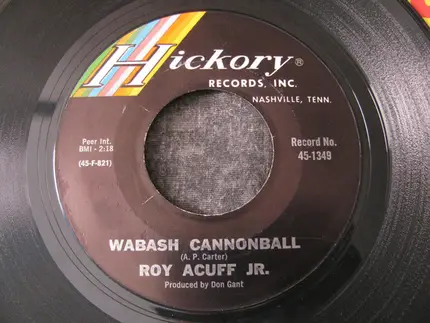 Hickory®
RECORDS, INC.
NASHVILLE, TENN.
Peer Int.
BMI - 2:18
(45-F-821)
Record No.
45-1349
WABASH CANNONBALL
(A. P. Carter)
ROY ACUFF JR.
Produced by Don Gant